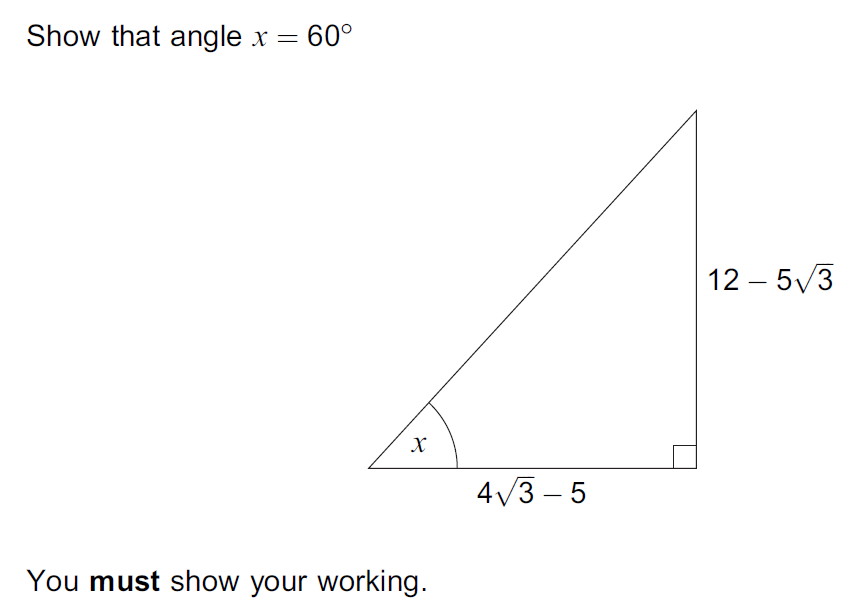 Show that angle x = 60°
12 – 5√3
x
4√3 – 5
You must show your working.